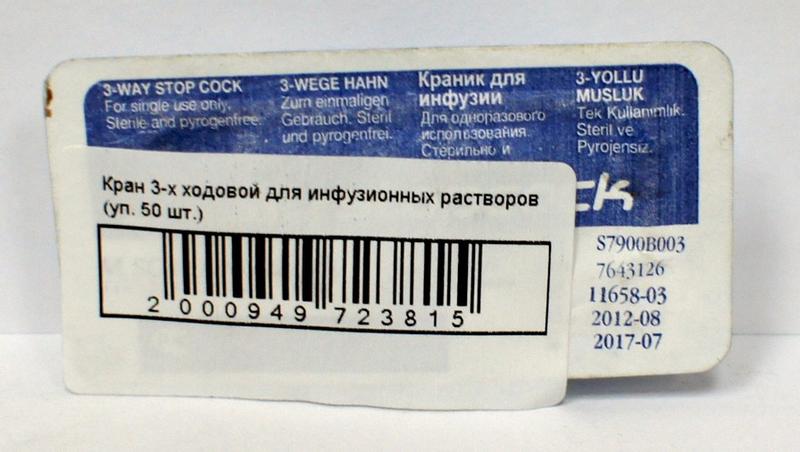 3-WAY STOP COCK
For single use only.
Sterile and pyrogenfree.
3-WEGE HAHN
Zum einmaligen
Gebrauch. Steril
und pyrogenfrei.
Краник для
инфузии
Для одноразового
использования.
Стерильно и
3-YOLLU
MUSLUK
Tek Kullanımlık.
Steril ve
Pyrojensiz.
CK
Кран 3-х ходовой для инфузионных растворов
(уп. 50 шт.)
2 000949 723815
S7900B003
7643126
11658-03
2012-08
2017-07